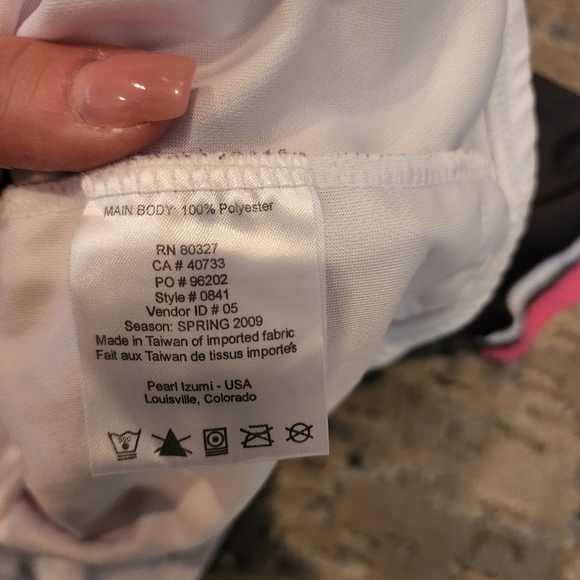 MAIN BODY: 100% Polyester
RN 80327
CA # 40733
PO # 96202
Style # 0841
Vendor ID # 05
Season: SPRING 2009
Made in Taiwan of imported fabric
Fait aux Taiwan de tissus importés
Pearl Izumi - USA
Louisville, Colorado
30C